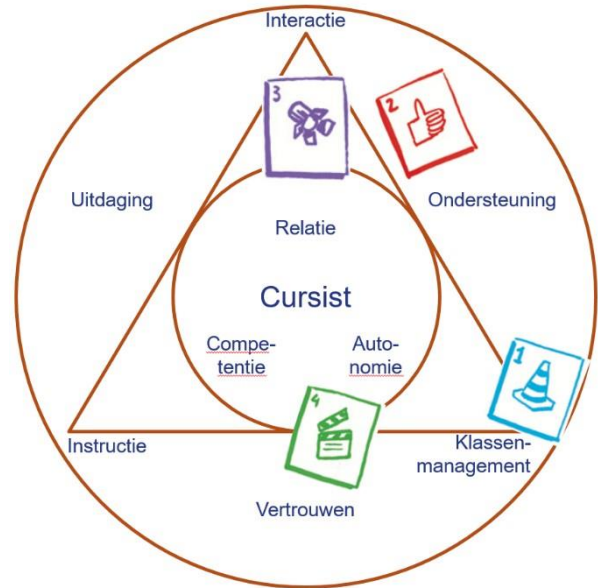 Interactie
3
2
Uitdaging
Ondersteuning
Relatie
Cursist
Compe-
tentie
Auto-
nomie
1
4
Instructie
Klassen-
management
Vertrouwen